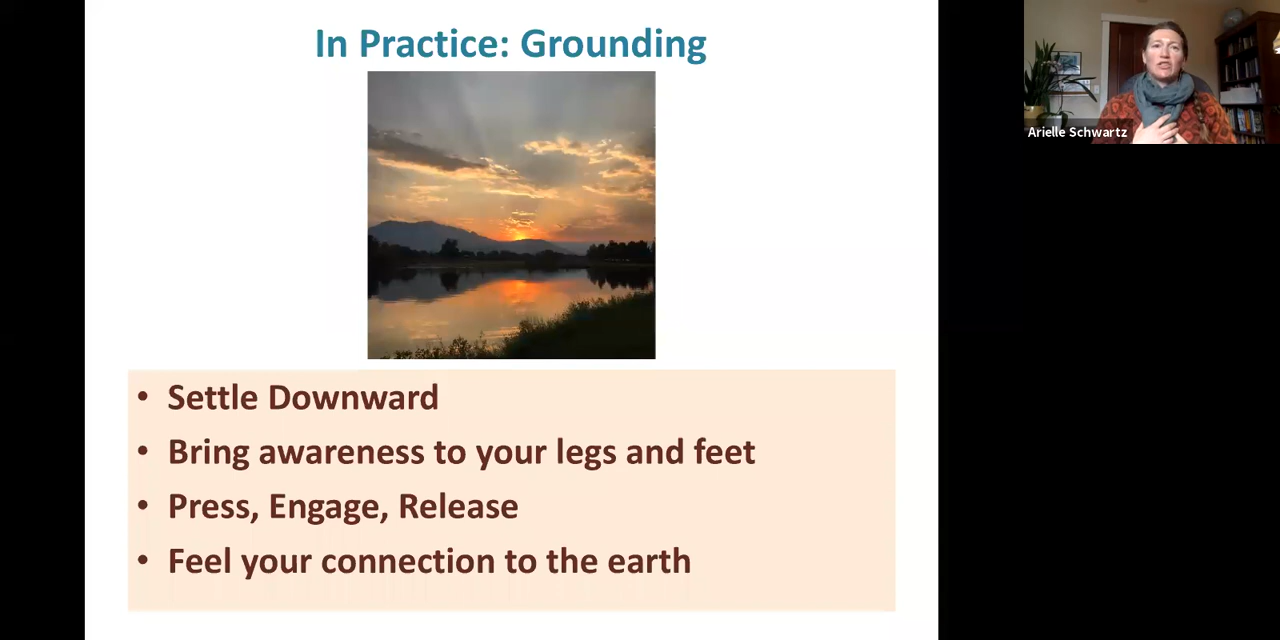 In Practice: Grounding
Arielle Schwartz
• Settle Downward
• Bring awareness to your legs and feet
• Press, Engage, Release
• Feel your connection to the earth